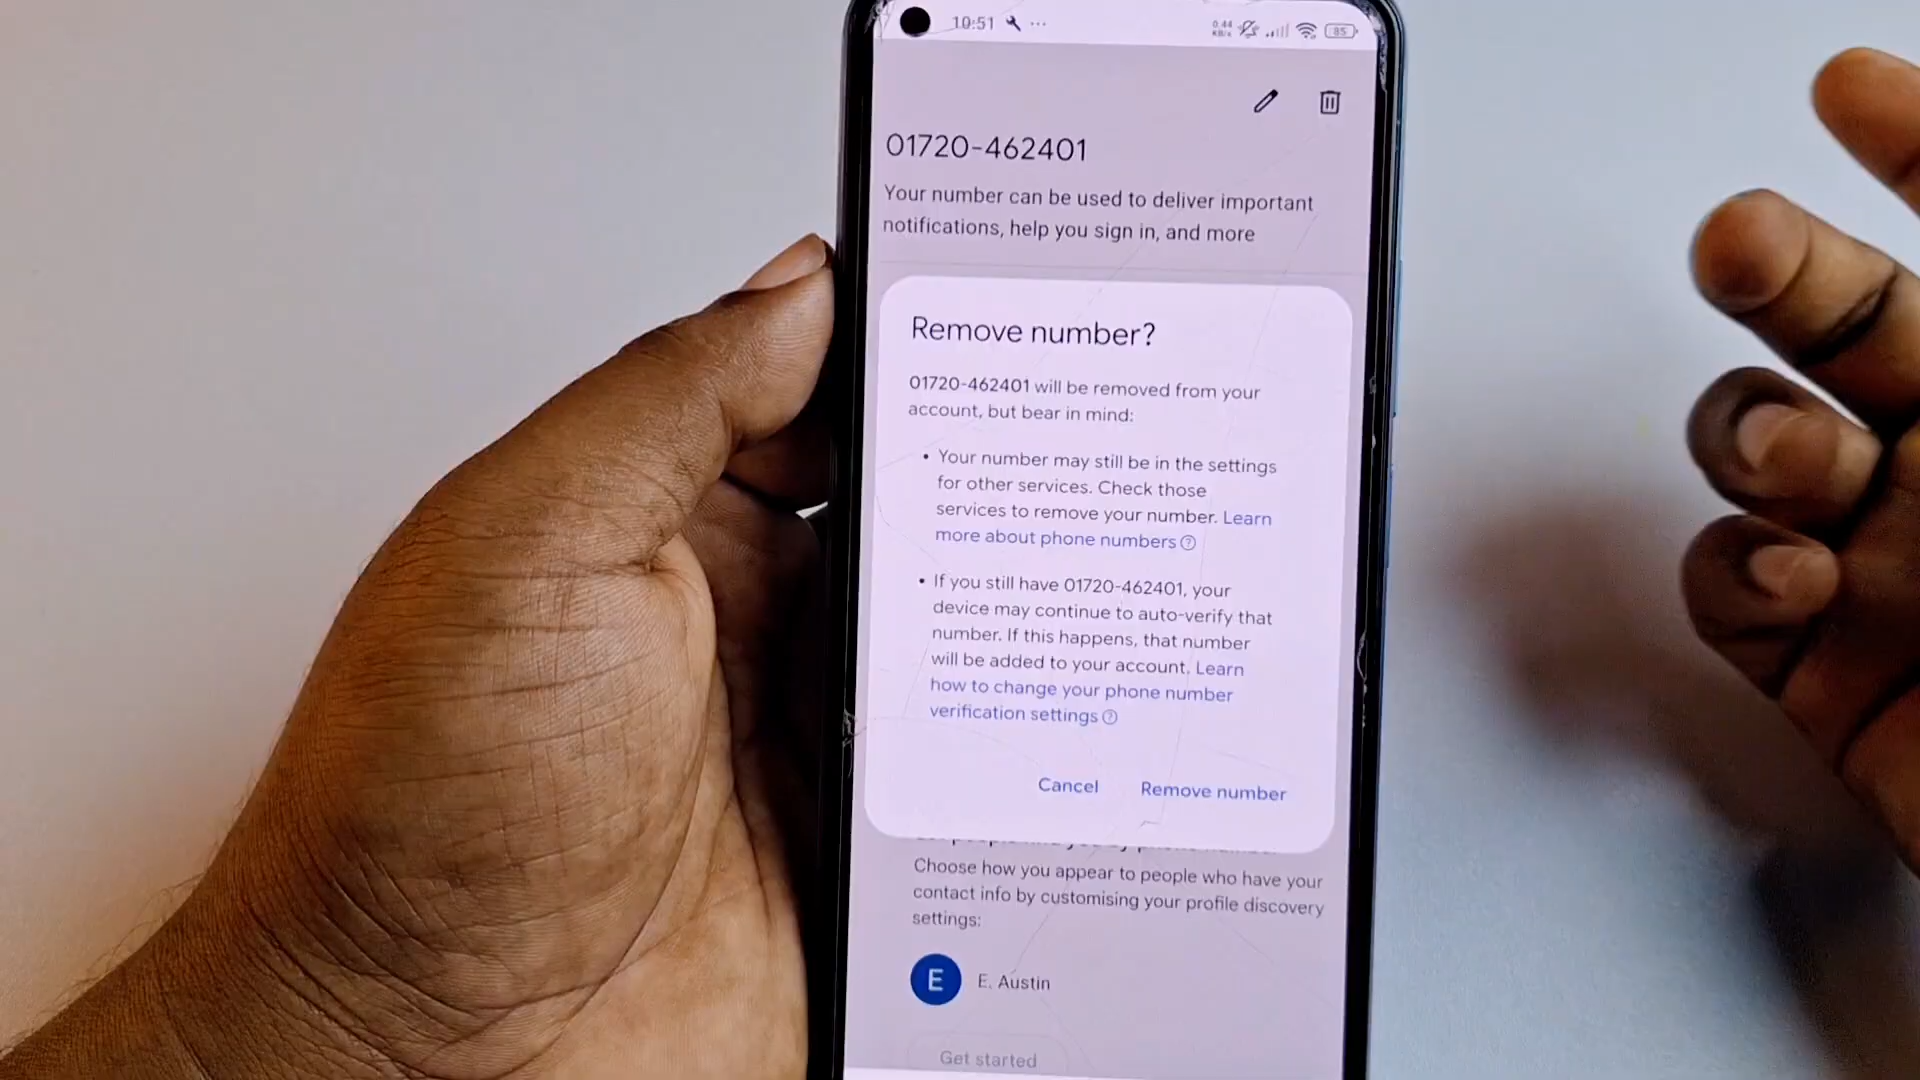 10:51
0.44
KB/s
85
01720-462401
Your number can be used to deliver important
notifications, help you sign in, and more
Remove number?
01720-462401 will be removed from your
account, but bear in mind:
• Your number may still be in the settings
for other services. Check those
services to remove your number. Learn
more about phone numbers
• If you still have 01720-462401, your
device may continue to auto-verify that
number. If this happens, that number
will be added to your account. Learn
how to change your phone number
verification settings
Cancel Remove number
Choose how you appear to people who have your
contact info by customising your profile discovery
settings:
E E. Austin
Get started